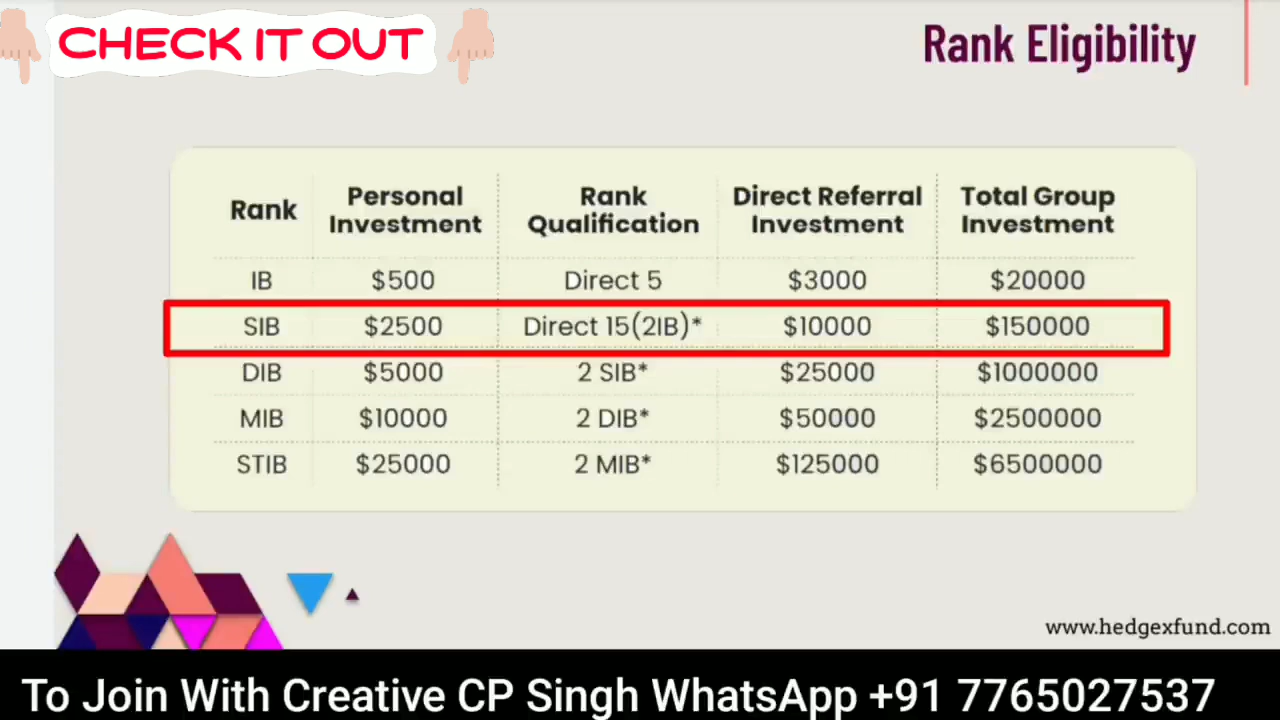 CHECK IT OUT
Rank Eligibility
Rank
Personal Investment
Rank Qualification
Direct Referral Investment
Total Group Investment
IB $500 Direct 5 $3000 $20000
SIB $2500 Direct 15(2IB)* $10000 $150000
DIB $5000 2 SIB* $25000 $1000000
MIB $10000 2 DIB* $50000 $2500000
STIB $25000 2 MIB* $125000 $6500000
www.hedgexfund.com
To Join With Creative CP Singh WhatsApp +91 7765027537